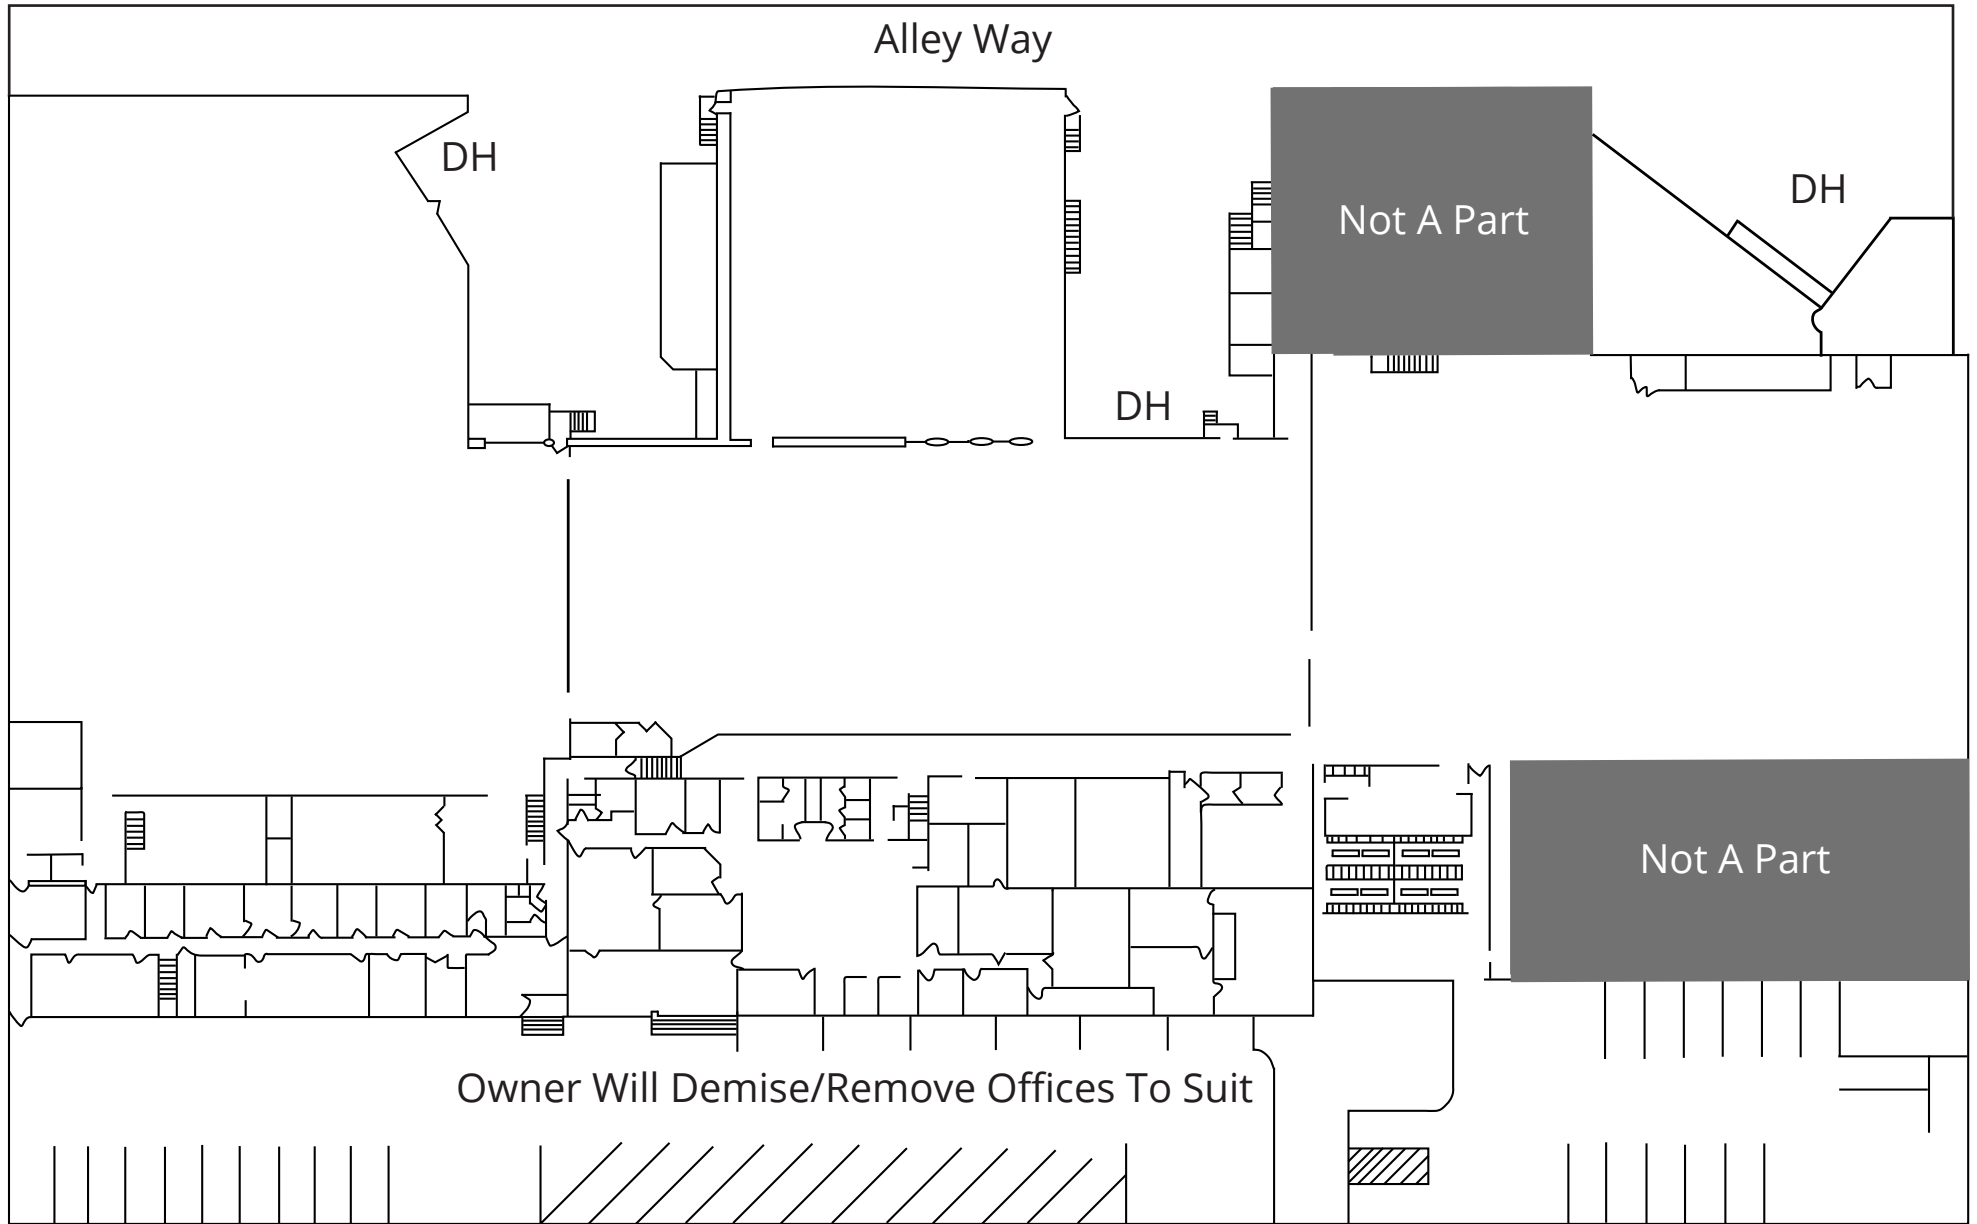 Alley Way
DH
Not A Part
DH
DH
Not A Part
Owner Will Demise/Remove Offices To Suit